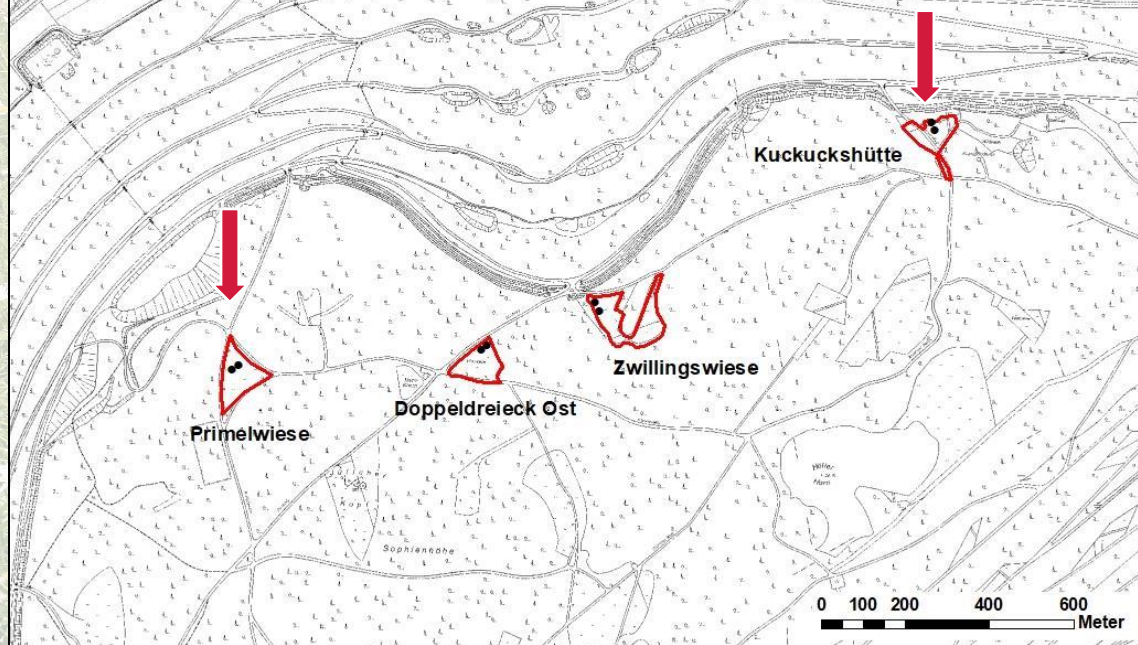 Kuckuckshütte
Zwillingswiese
Doppeldreieck Ost
Primelwiese
Sophienhöhe
0 100 200 400 600
Meter